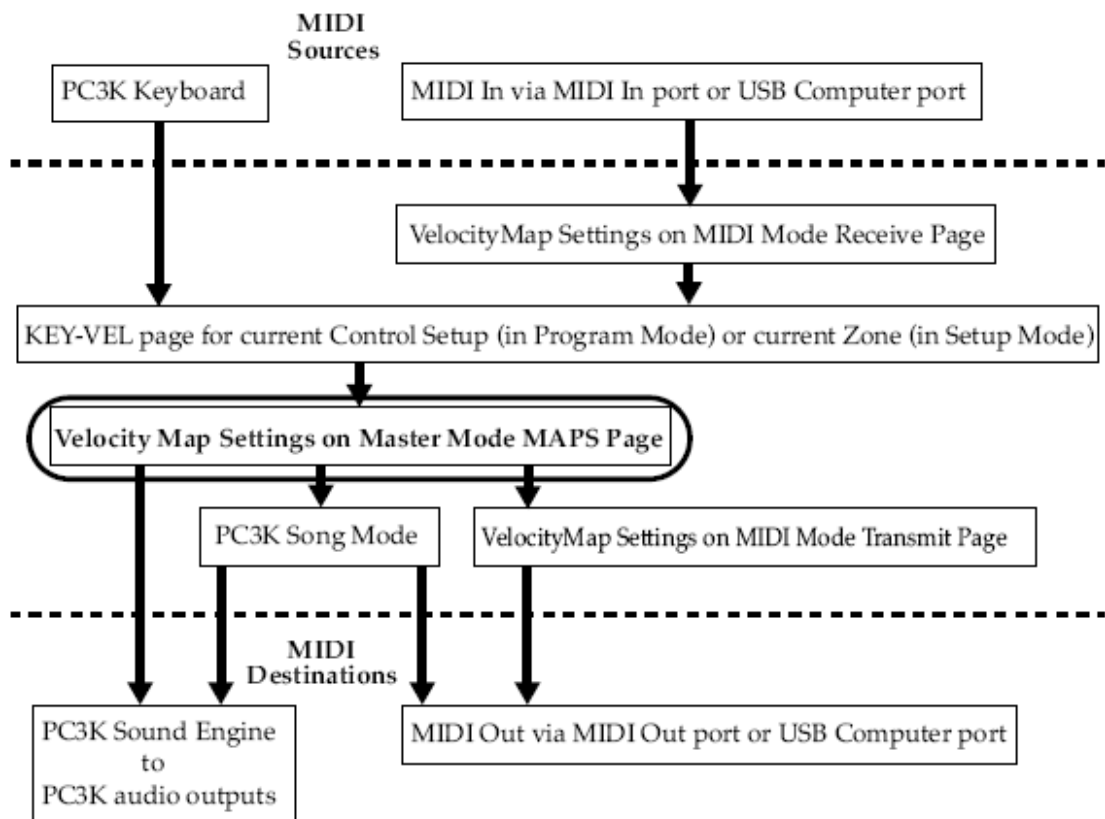 MIDI
Sources
PC3K Keyboard
MIDI In via MIDI In port or USB Computer port
VelocityMap Settings on MIDI Mode Receive Page
KEY-VEL page for current Control Setup (in Program Mode) or current Zone (in Setup Mode)
Velocity Map Settings on Master Mode MAPS Page
PC3K Song Mode
VelocityMap Settings on MIDI Mode Transmit Page
MIDI
Destinations
PC3K Sound Engine
to
PC3K audio outputs
MIDI Out via MIDI Out port or USB Computer port